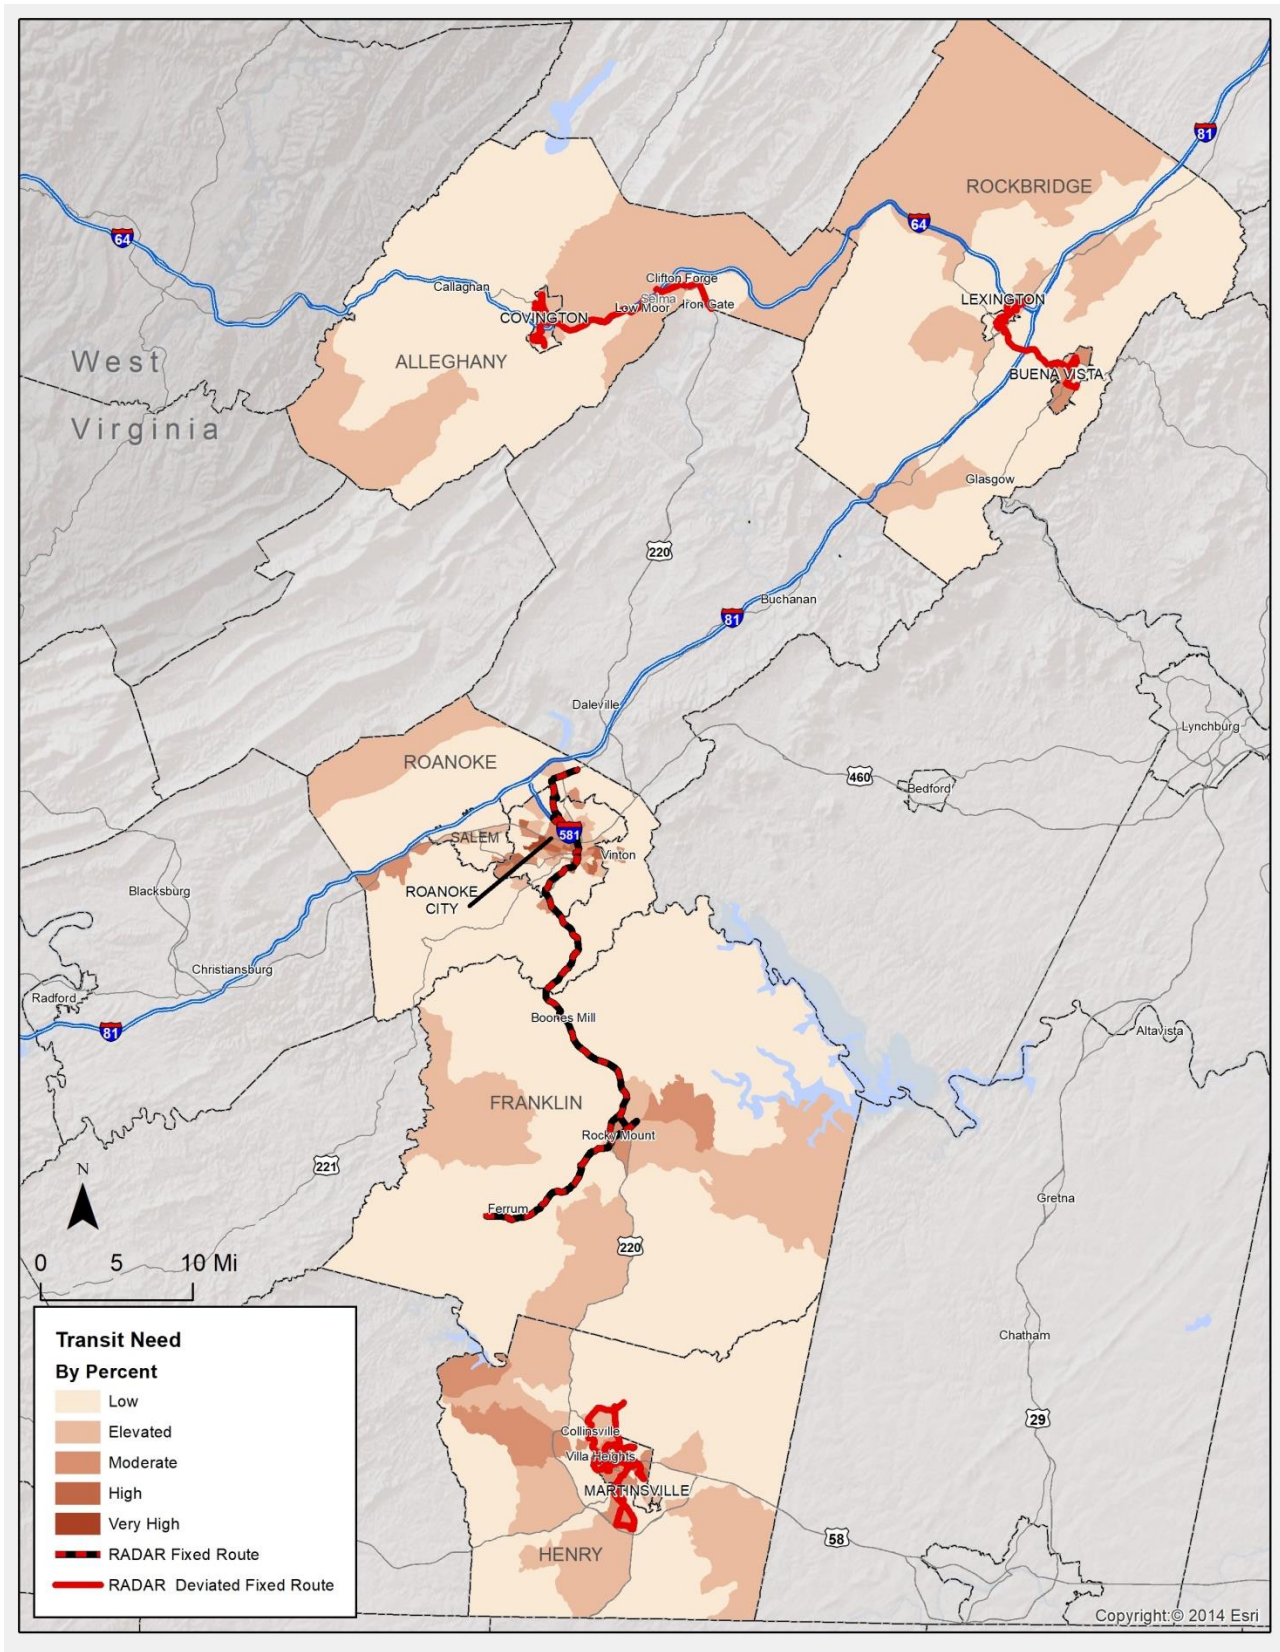 81
ROCKBRIDGE
64
64
Clifton Forge
Callaghan
Selma
LEXINGTON
Low Moor
Iron Gate
COVINGTON
West
ALLEGHANY
BUENA VISTA
Virginia
Glasgow
220
Buchanan
81
Daleville
Lynchburg
ROANOKE
460
Bedford
581
SALEM
Vinton
Blacksburg
ROANOKE
CITY
Christiansburg
Radford
Boones Mill
81
Altavista
FRANKLIN
Rocky Mount
N
221
Gretna
Ferrum
220
0 5 10 Mi
Chatham
Transit Need
By Percent
Low
Elevated
Moderate
High
Very High
RADAR Fixed Route
RADAR Deviated Fixed Route
29
Collinsville
Villa Heights
MARTINSVILLE
58
HENRY
Copyright:© 2014 Esri